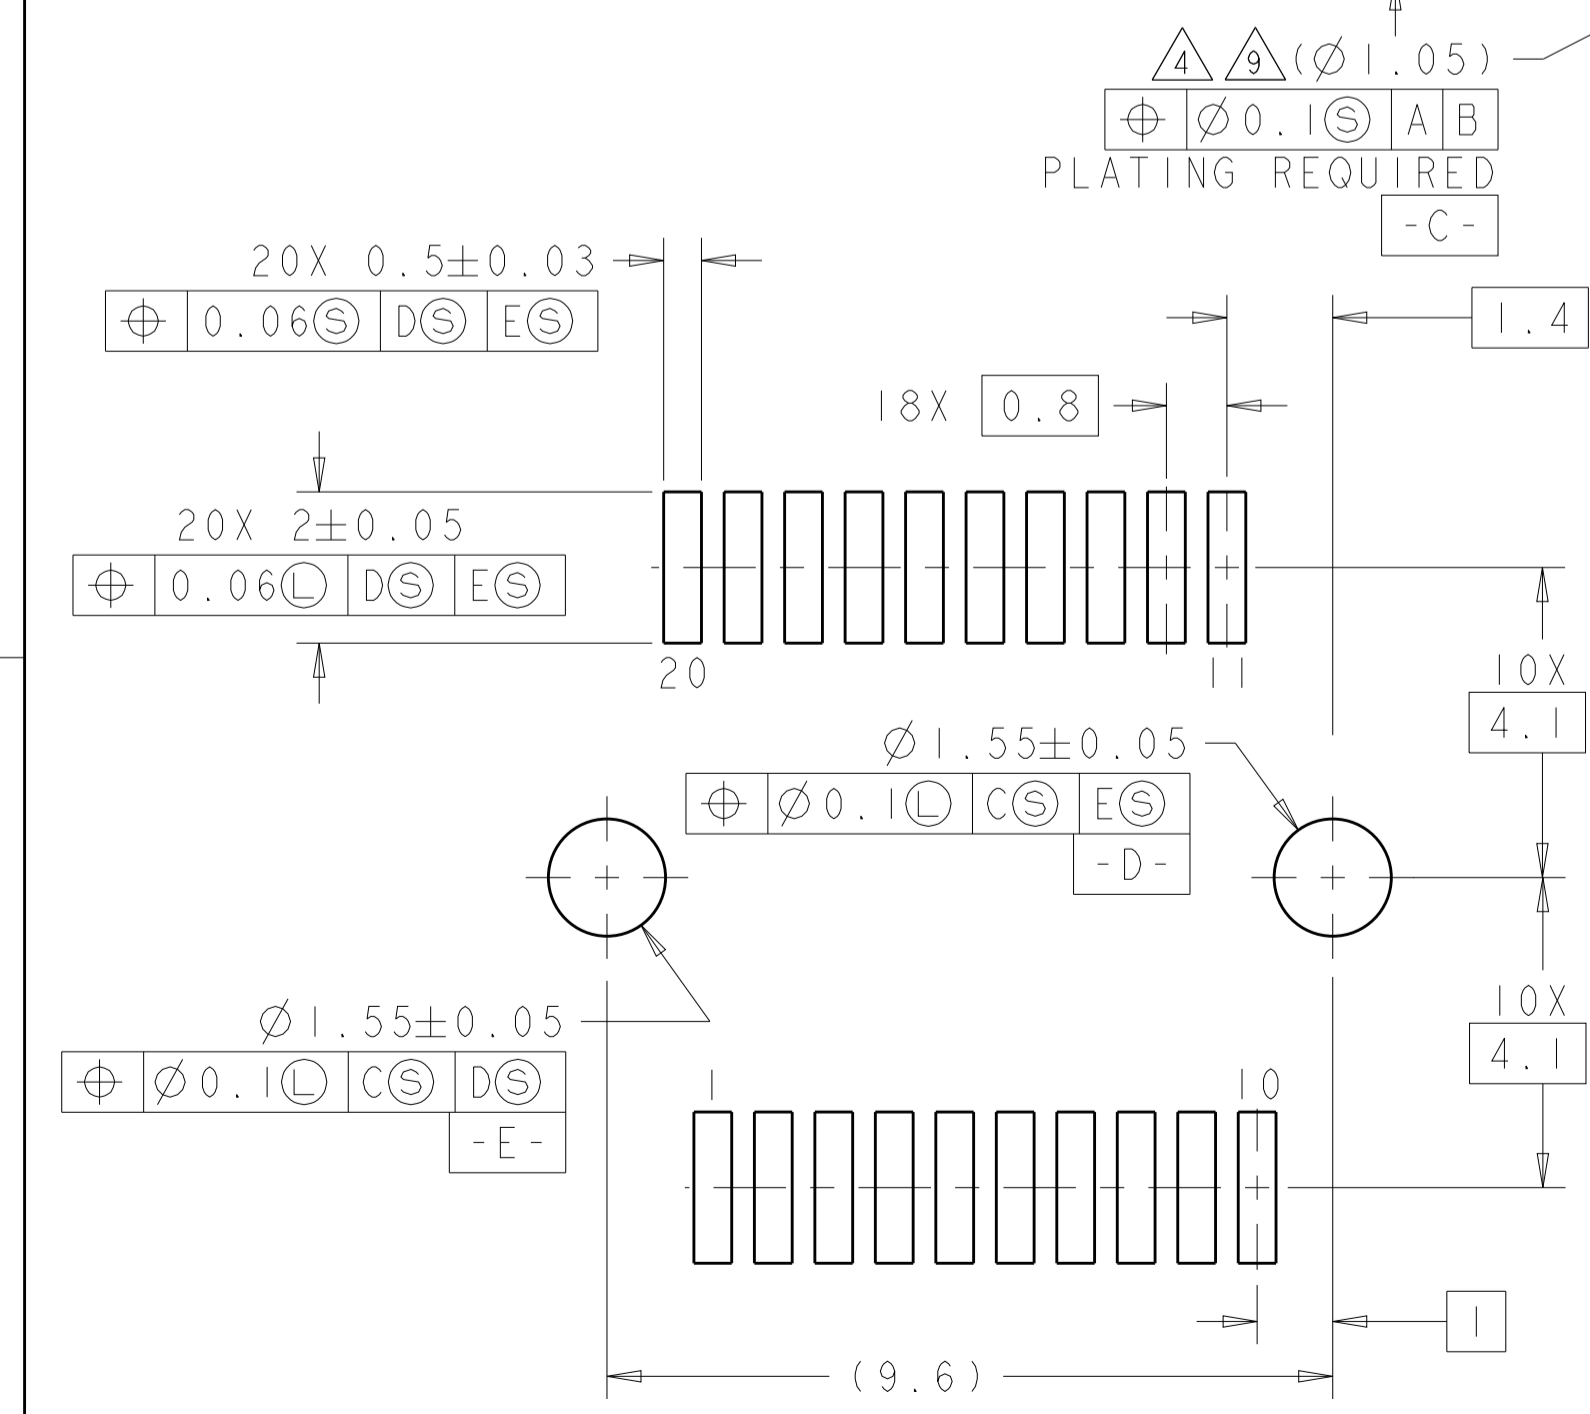 4 9 (Ø1.05)
⌖ Ø0.1Ⓢ A B
PLATING REQUIRED
-C-
20X 0.5±0.03
⌖ 0.06Ⓢ DⓈ EⓈ
1.4
18X 0.8
20X 2±0.05
⌖ 0.06Ⓛ DⓈ EⓈ
20 11
10X
4.1
Ø1.55±0.05
⌖ Ø0.1Ⓛ CⓈ EⓈ
-D-
Ø1.55±0.05
⌖ Ø0.1Ⓛ CⓈ DⓈ
-E-
10X
4.1
1 10
1
(9.6)